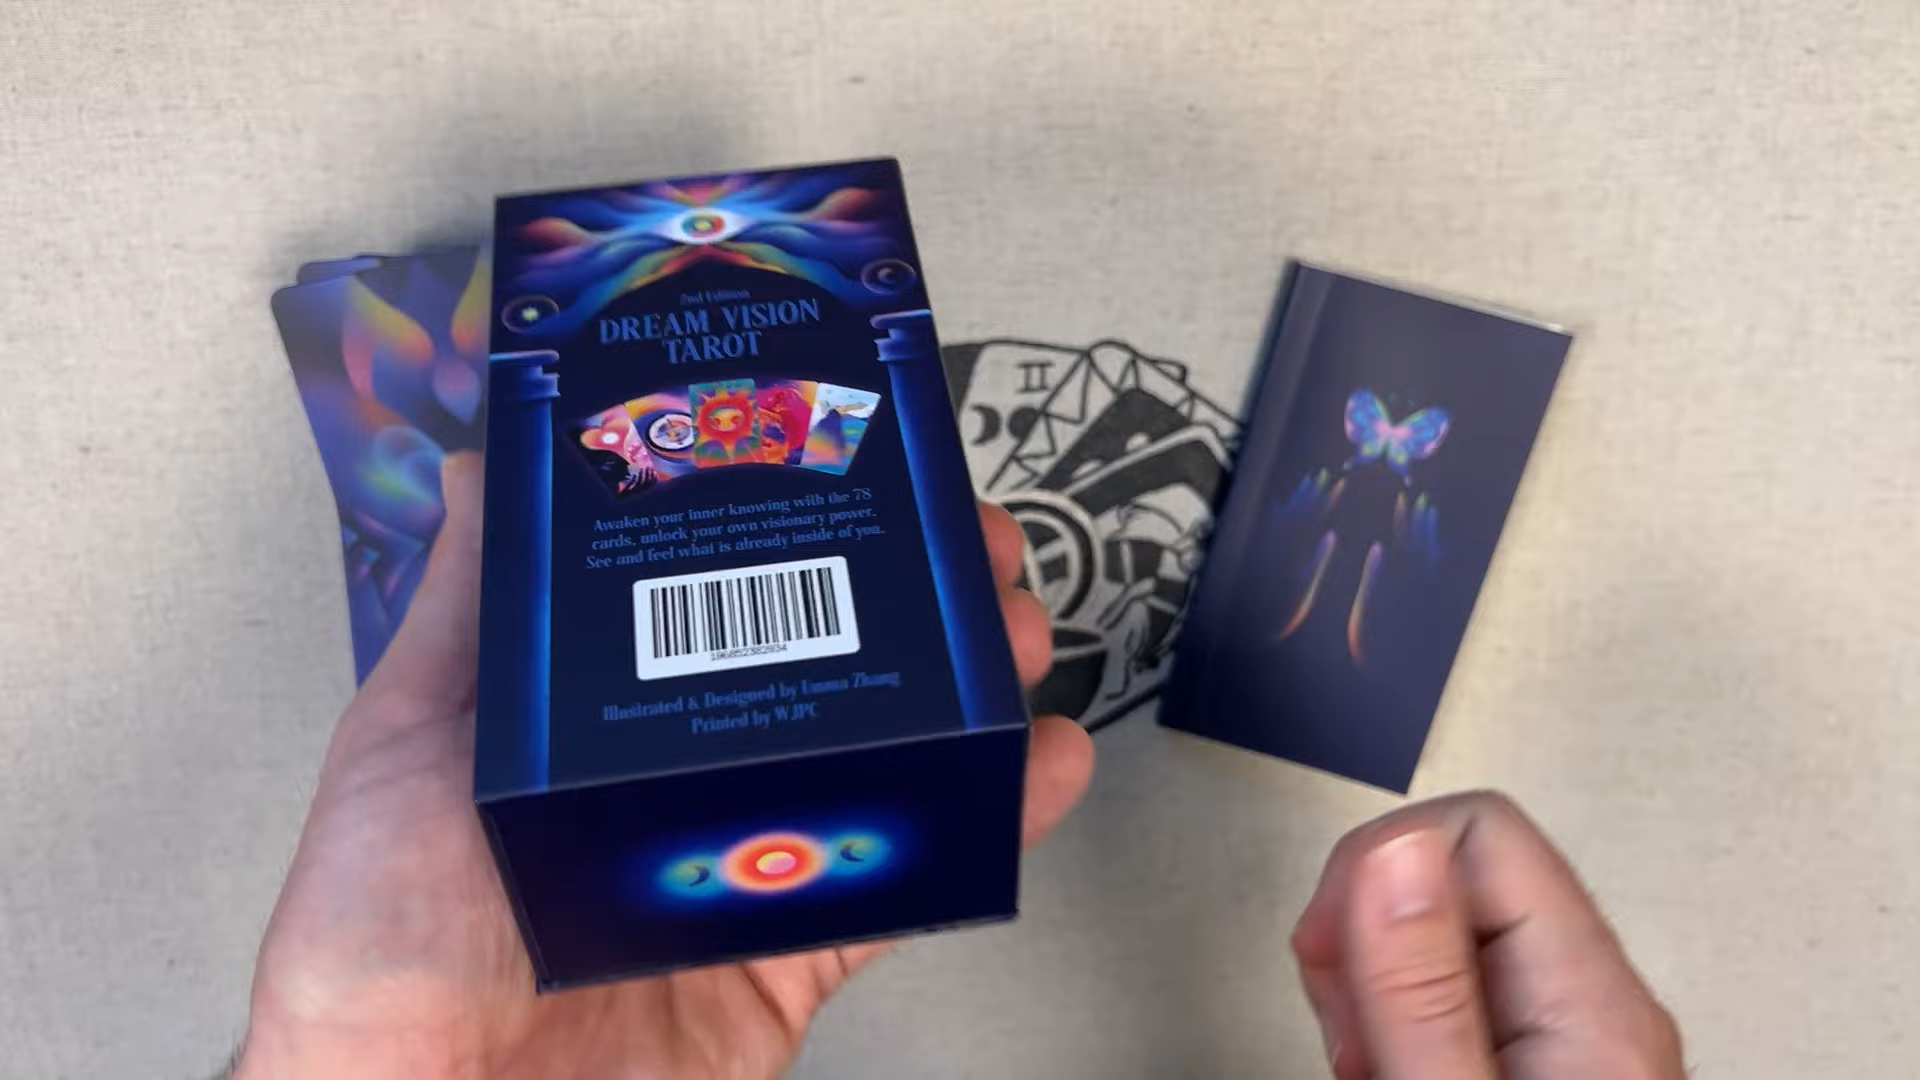 2nd Edition
DREAM VISION
TAROT
Awaken your inner knowing with the 78
cards, unlock your own visionary power.
See and feel what is already inside of you.
Illustrated & Designed by Emma Zhang
Printed by WJPC
II